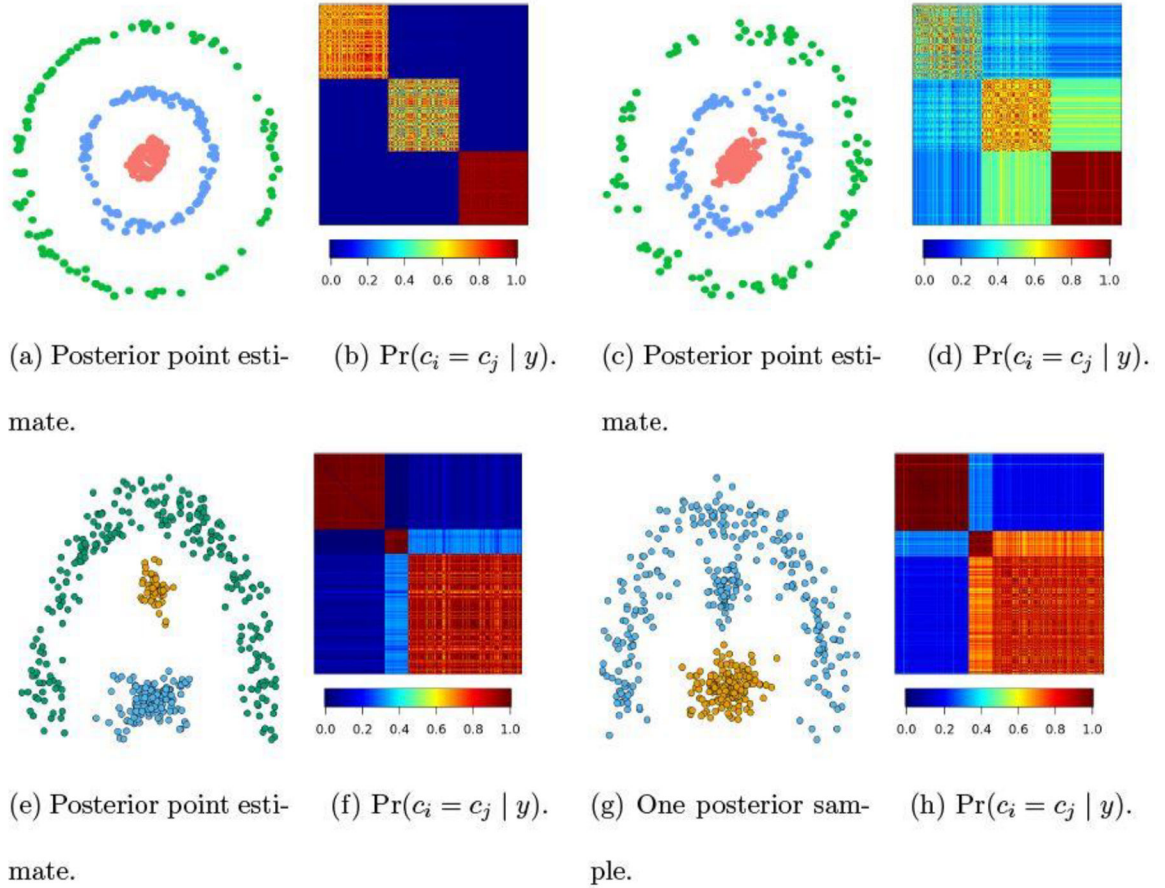 0.0 0.2 0.4 0.6 0.8 1.0
0.0 0.2 0.4 0.6 0.8 1.0
(a) Posterior point esti-
mate.
(b) Pr(c_i = c_j | y).
(c) Posterior point esti-
mate.
(d) Pr(c_i = c_j | y).
0.0 0.2 0.4 0.6 0.8 1.0
0.0 0.2 0.4 0.6 0.8 1.0
(e) Posterior point esti-
mate.
(f) Pr(c_i = c_j | y).
(g) One posterior sam-
ple.
(h) Pr(c_i = c_j | y).